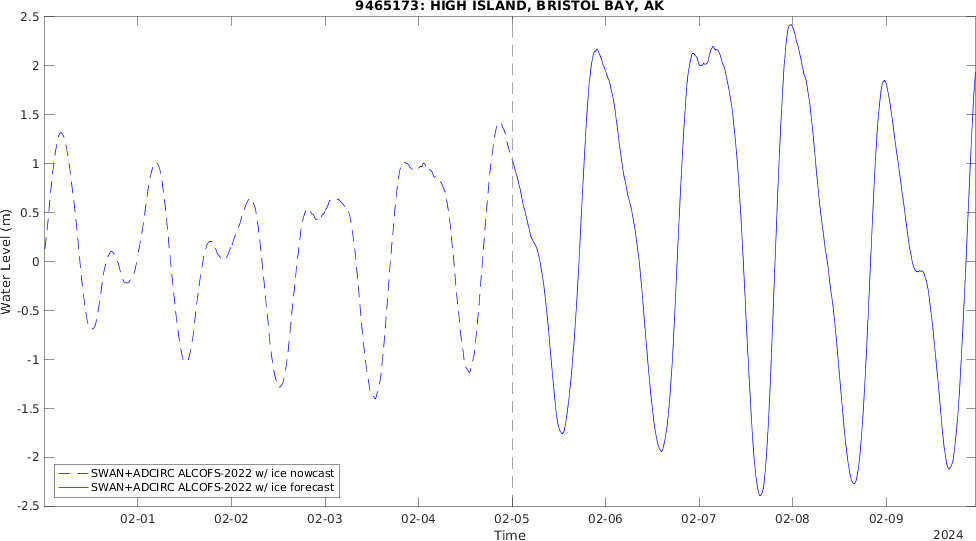 9465173: HIGH ISLAND, BRISTOL BAY, AK
2.5
2
1.5
1
0.5
0
-0.5
-1
-1.5
-2
-2.5
Water Level (m)
SWAN+ADCIRC ALCOFS-2022 w/ ice nowcast
SWAN+ADCIRC ALCOFS-2022 w/ ice forecast
02-01 02-02 02-03 02-04 02-05 02-06 02-07 02-08 02-09
Time
2024